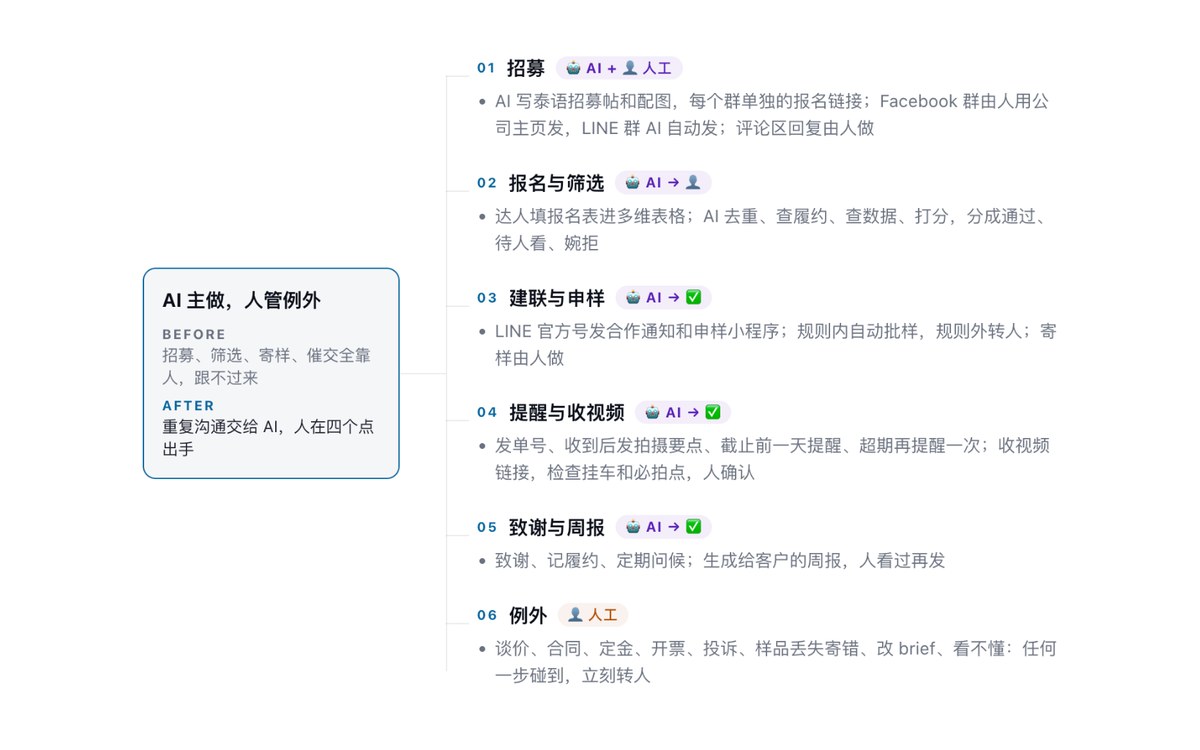 AI 主做，人管例外
BEFORE
招募、筛选、寄样、催交全靠
人，跟不过来
AFTER
重复沟通交给 AI，人在四个点
出手
01 招募 🤖 AI + 👤 人工
• AI 写泰语招募帖和配图，每个群单独的报名链接；Facebook 群由人用公
司主页发，LINE 群 AI 自动发；评论区回复由人做
02 报名与筛选 🤖 AI → 👤
• 达人填报名表进多维表格；AI 去重、查履约、查数据、打分，分成通过、
待人看、婉拒
03 建联与申样 🤖 AI → ✅
• LINE 官方号发合作通知和申样小程序；规则内自动批样，规则外转人；寄
样由人做
04 提醒与收视频 🤖 AI → ✅
• 发单号、收到后发拍摄要点、截止前一天提醒、超期再提醒一次；收视频
链接，检查挂车和必拍点，人确认
05 致谢与周报 🤖 AI → ✅
• 致谢、记履约、定期问候；生成给客户的周报，人看过再发
06 例外 👤 人工
• 谈价、合同、定金、开票、投诉、样品丢失寄错、改 brief、看不懂：任何
一步碰到，立刻转人